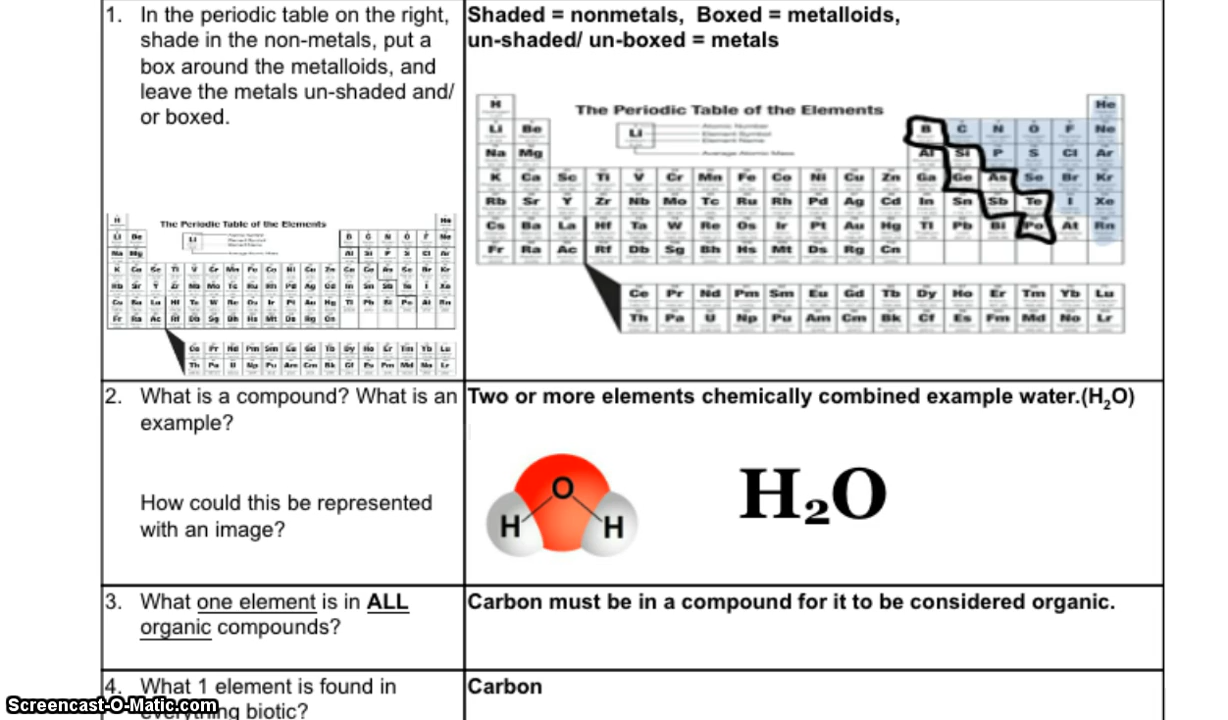 1. In the periodic table on the right,
shade in the non-metals, put a
box around the metalloids, and
leave the metals un-shaded and/
or boxed.
The Periodic Table of the Elements
Shaded = nonmetals, Boxed = metalloids,
un-shaded/ un-boxed = metals
The Periodic Table of the Elements
H He
Li Be Li B C N O F Ne
Na Mg Al Si P S Cl Ar
K Ca Sc Ti V Cr Mn Fe Co Ni Cu Zn Ga Ge As Se Br Kr
Rb Sr Y Zr Nb Mo Tc Ru Rh Pd Ag Cd In Sn Sb Te I Xe
Cs Ba La Hf Ta W Re Os Ir Pt Au Hg Tl Pb Bi Po At Rn
Fr Ra Ac Rf Db Sg Bh Hs Mt Ds Rg Cn
Ce Pr Nd Pm Sm Eu Gd Tb Dy Ho Er Tm Yb Lu
Th Pa U Np Pu Am Cm Bk Cf Es Fm Md No Lr
2. What is a compound? What is an
example?
How could this be represented
with an image?
Two or more elements chemically combined example water.(H₂O)
O
H H
H₂O
3. What one element is in ALL
organic compounds?
Carbon must be in a compound for it to be considered organic.
4. What 1 element is found in
everything biotic?
Carbon
Screencast-O-Matic.com